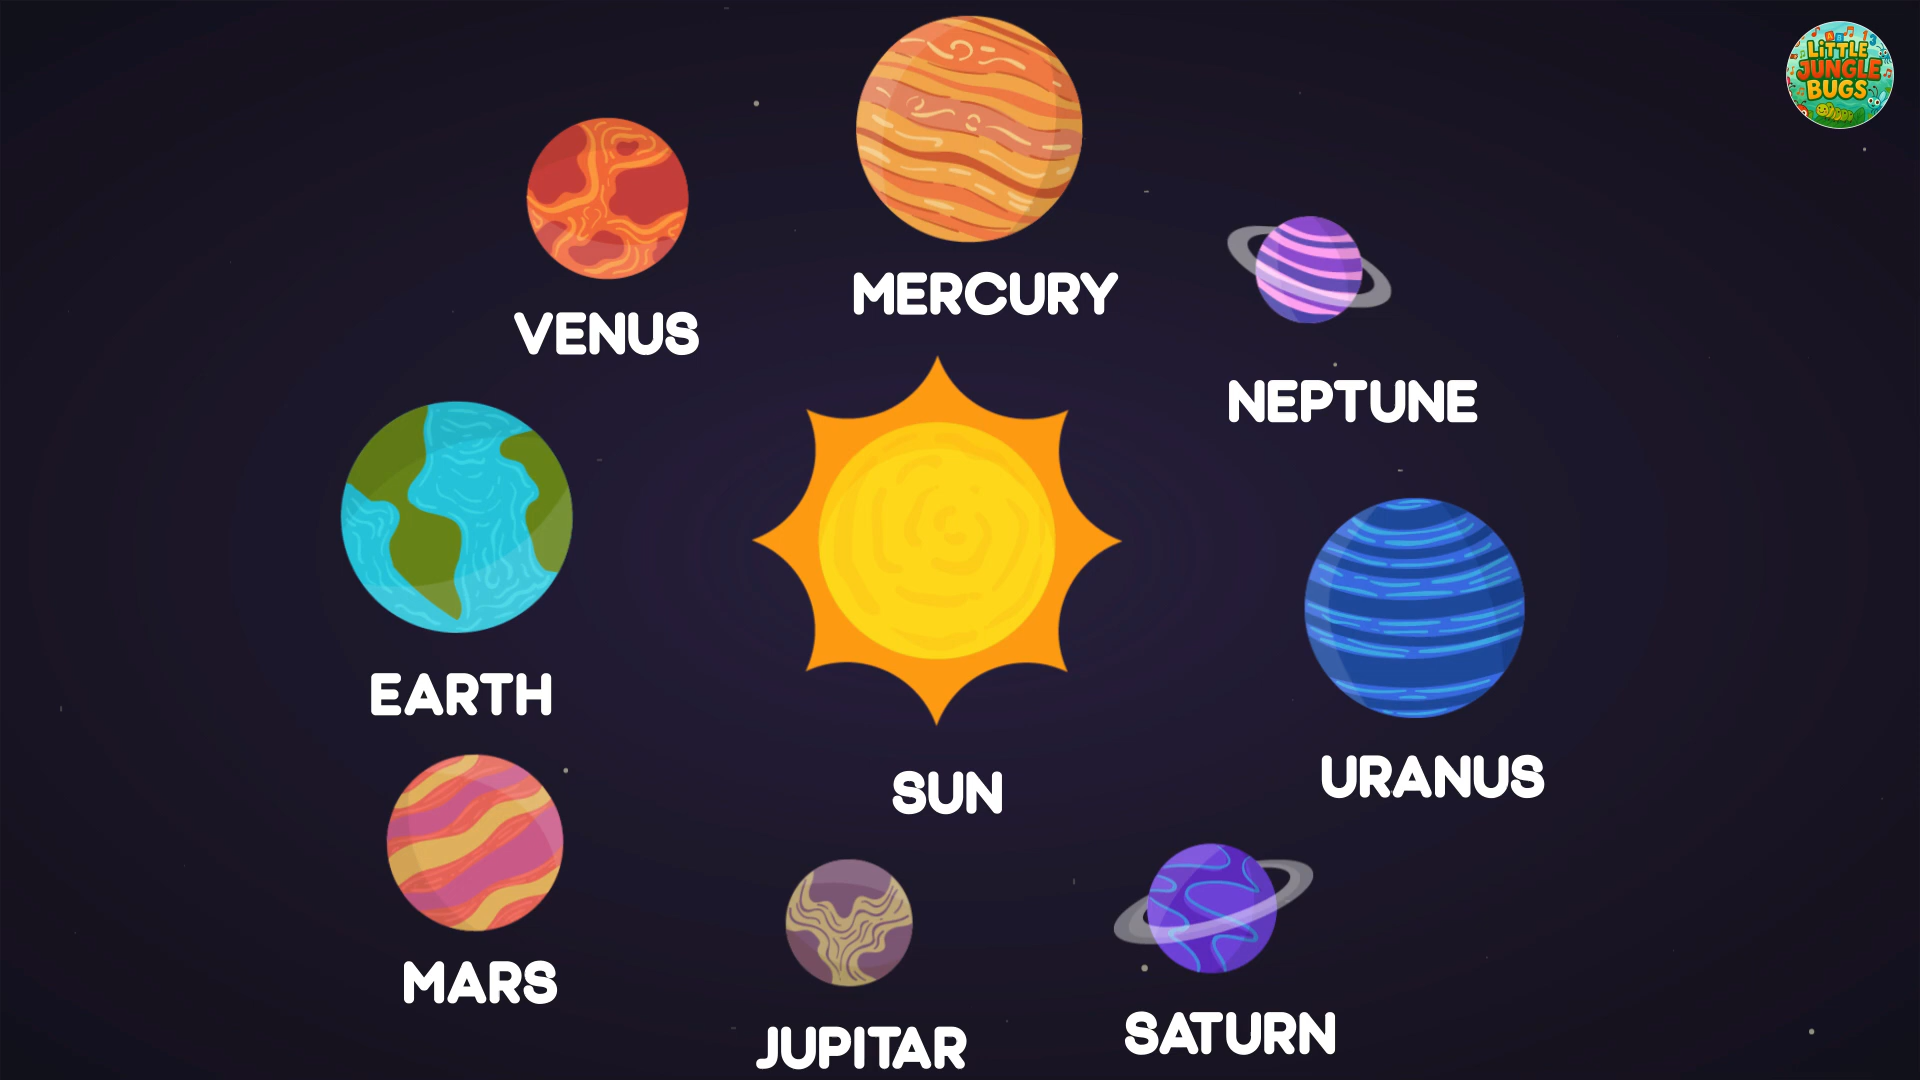 LITTLE
JUNGLE
BUGS
MERCURY
VENUS
NEPTUNE
EARTH
SUN
URANUS
MARS
JUPITAR
SATURN